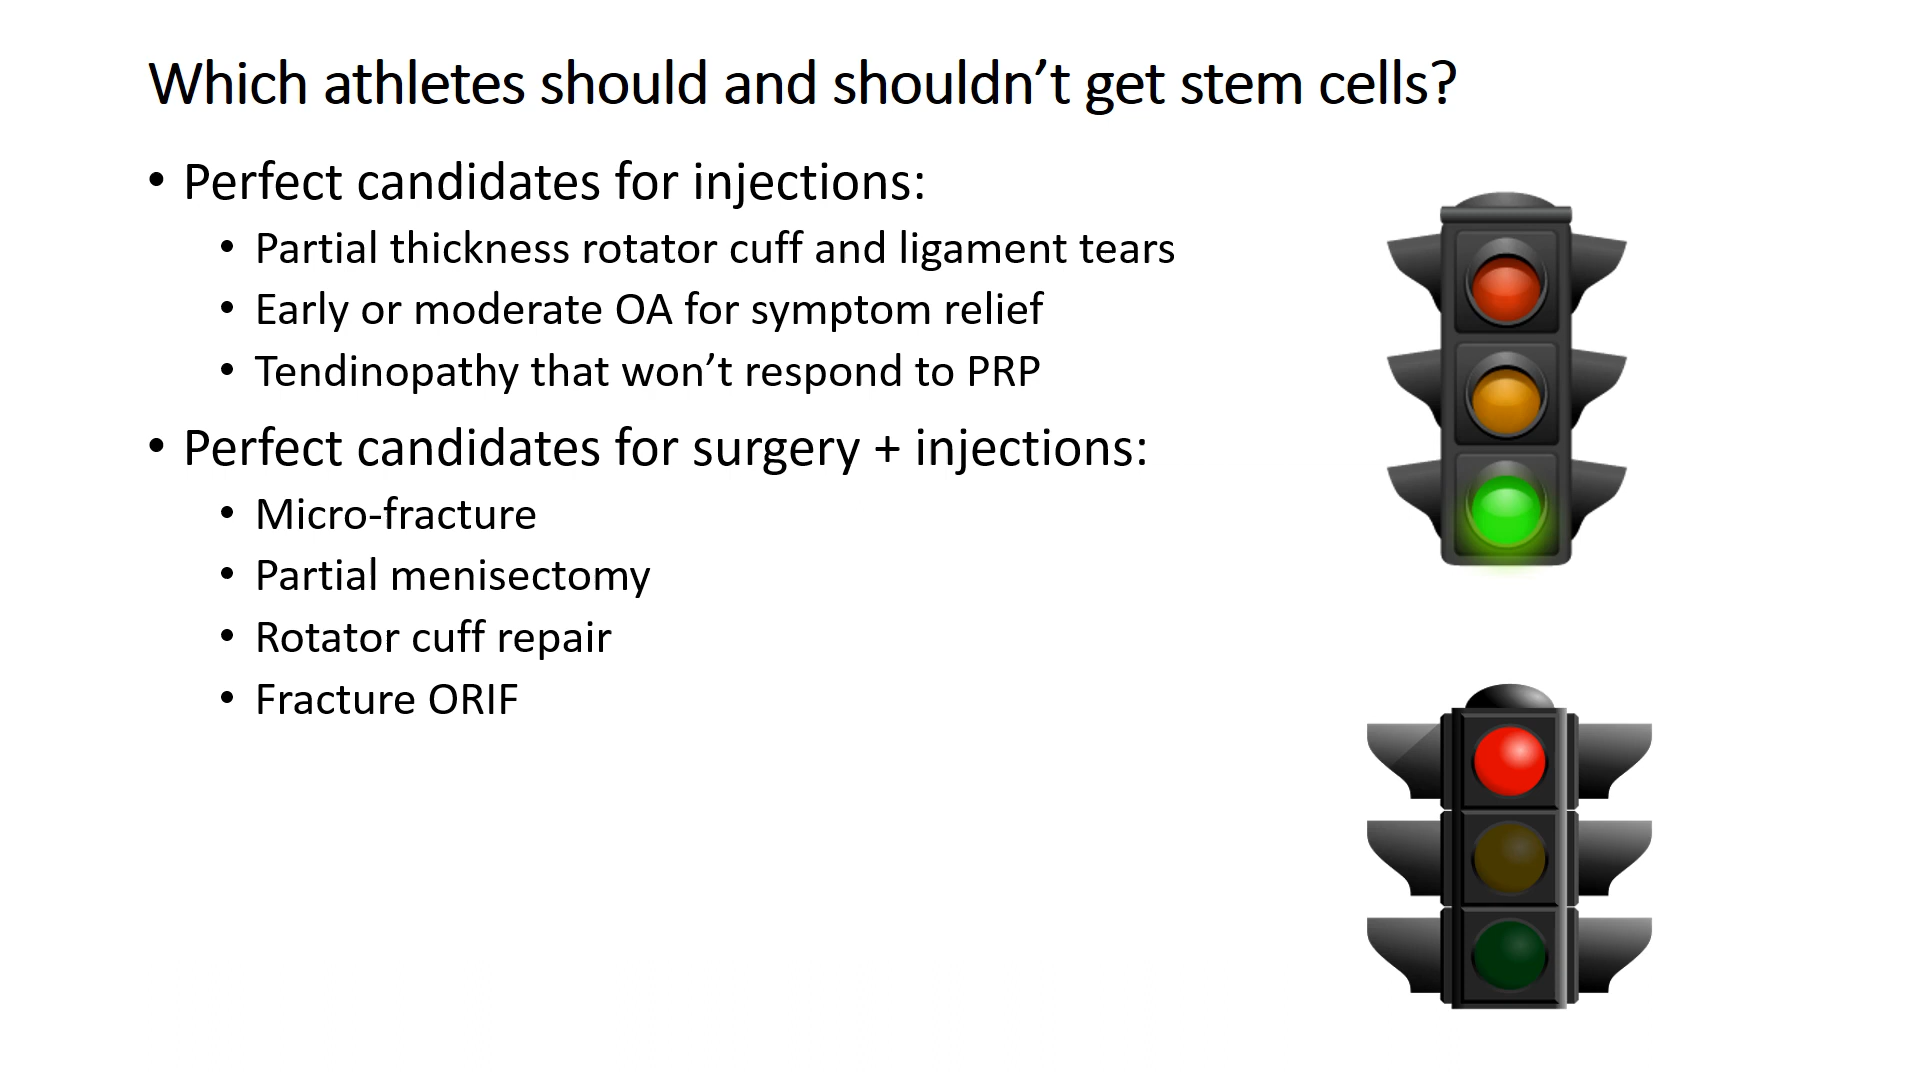 Which athletes should and shouldn’t get stem cells?
• Perfect candidates for injections:
• Partial thickness rotator cuff and ligament tears
• Early or moderate OA for symptom relief
• Tendinopathy that won’t respond to PRP
• Perfect candidates for surgery + injections:
• Micro-fracture
• Partial menisectomy
• Rotator cuff repair
• Fracture ORIF